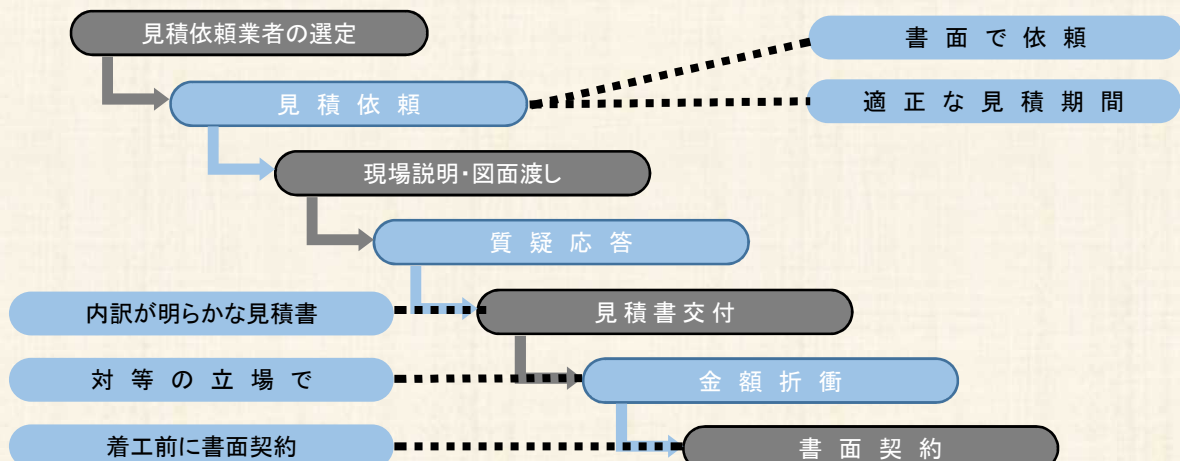 見積依頼業者の選定
書面で依頼
見積依頼
適正な見積期間
現場説明・図面渡し
質疑応答
内訳が明らかな見積書
見積書交付
対等の立場で
金額折衝
着工前に書面契約
書面契約